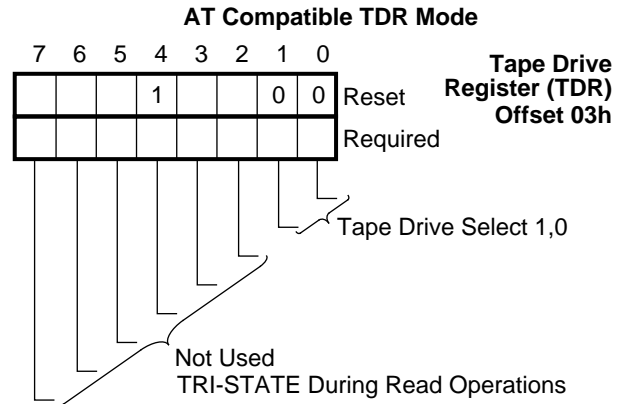 AT Compatible TDR Mode
7 6 5 4 3 2 1 0
Tape Drive
Register (TDR)
Offset 03h
1 0 0 Reset
Required
Tape Drive Select 1,0
Not Used
TRI-STATE During Read Operations